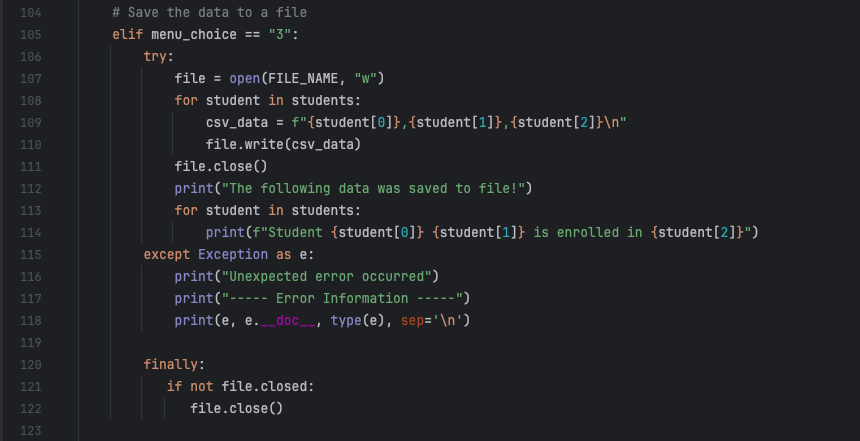 104 # Save the data to a file
105 elif menu_choice == "3":
106 try:
107 file = open(FILE_NAME, "w")
108 for student in students:
109 csv_data = f"{student[0]},{student[1]},{student[2]}\n"
110 file.write(csv_data)
111 file.close()
112 print("The following data was saved to file!")
113 for student in students:
114 print(f"Student {student[0]} {student[1]} is enrolled in {student[2]}")
115 except Exception as e:
116 print("Unexpected error occurred")
117 print("----- Error Information -----")
118 print(e, e.__doc__, type(e), sep='\n')
119
120 finally:
121 if not file.closed:
122 file.close()
123